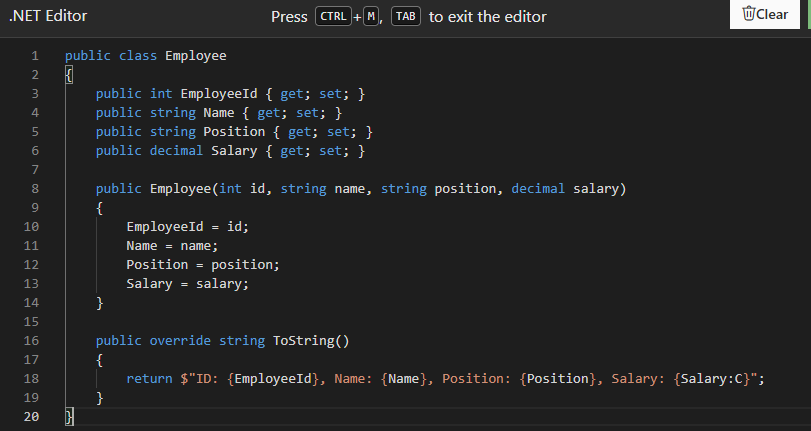 .NET Editor Press CTRL+M, TAB to exit the editor Clear
1 public class Employee
2 {
3 public int EmployeeId { get; set; }
4 public string Name { get; set; }
5 public string Position { get; set; }
6 public decimal Salary { get; set; }
7
8 public Employee(int id, string name, string position, decimal salary)
9 {
10 EmployeeId = id;
11 Name = name;
12 Position = position;
13 Salary = salary;
14 }
15
16 public override string ToString()
17 {
18 return $"ID: {EmployeeId}, Name: {Name}, Position: {Position}, Salary: {Salary:C}";
19 }
20 }